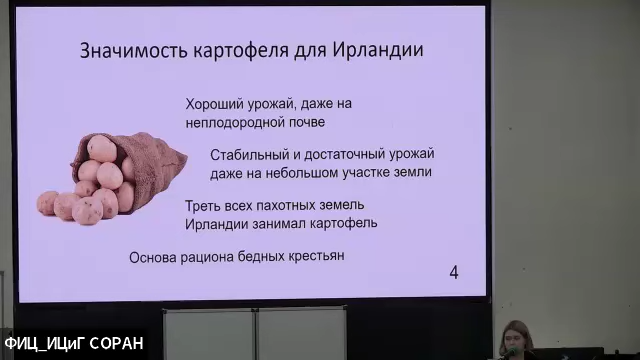 Значимость картофеля для Ирландии
Хороший урожай, даже на
неплодородной почве
Стабильный и достаточный урожай
даже на небольшом участке земли
Треть всех пахотных земель
Ирландии занимал картофель
Основа рациона бедных крестьян
4
ФИЦ_ИЦиГ СОРАН